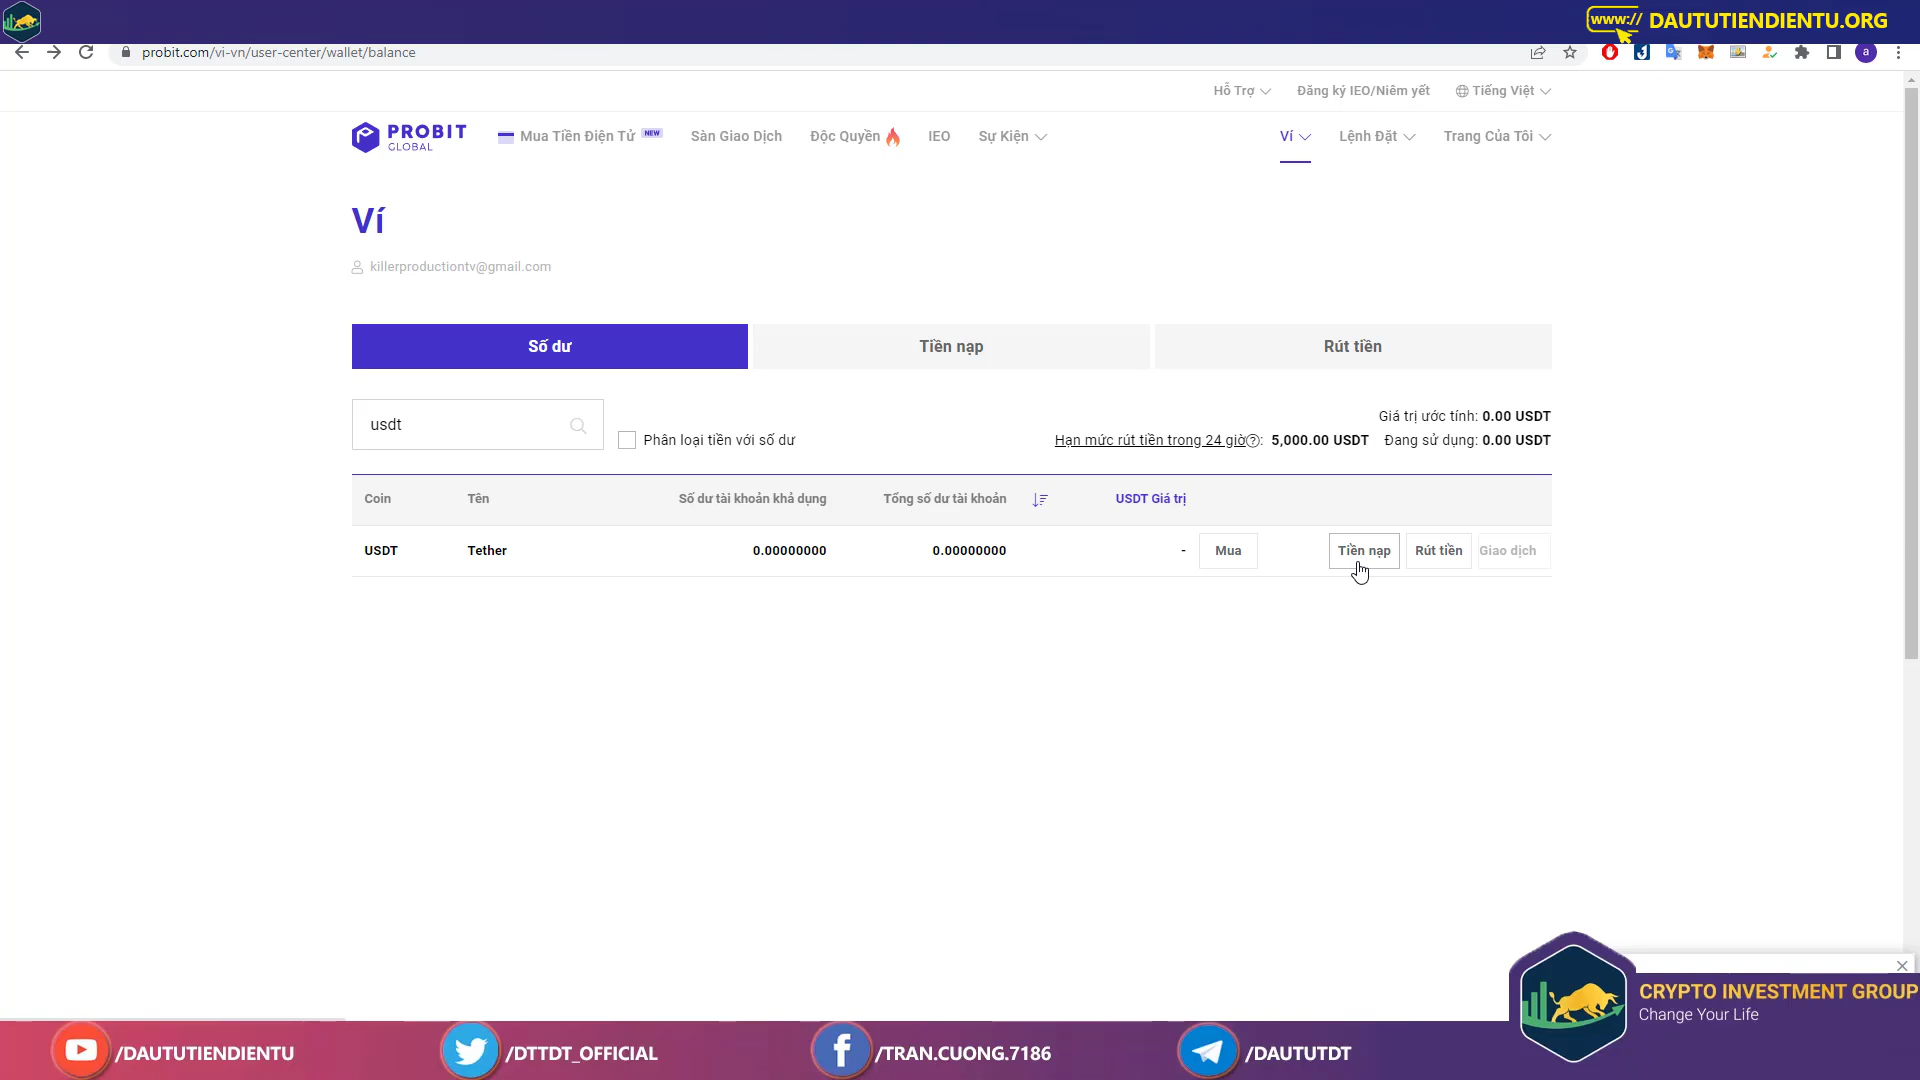 www:// DAUTUTIENDIENTU.ORG
probit.com/vi-vn/user-center/wallet/balance
a
Hỗ Trợ Đăng ký IEO/Niêm yết Tiếng Việt
PROBIT GLOBAL Mua Tiền Điện Tử NEW Sàn Giao Dịch Độc Quyền IEO Sự Kiện Ví Lệnh Đặt Trang Của Tôi
Ví
killerproductiontv@gmail.com
Số dư Tiền nạp Rút tiền
Giá trị ước tính: 0.00 USDT
usdt
Phân loại tiền với số dư Hạn mức rút tiền trong 24 giờ?: 5,000.00 USDT Đang sử dụng: 0.00 USDT
Coin Tên Số dư tài khoản khả dụng Tổng số dư tài khoản USDT Giá trị
USDT Tether 0.00000000 0.00000000 - Mua Tiền nạp Rút tiền Giao dịch
CRYPTO INVESTMENT GROUP
Change Your Life
/DAUTUTIENDIENTU /DTTDT_OFFICIAL /TRAN.CUONG.7186 /DAUTUTDT